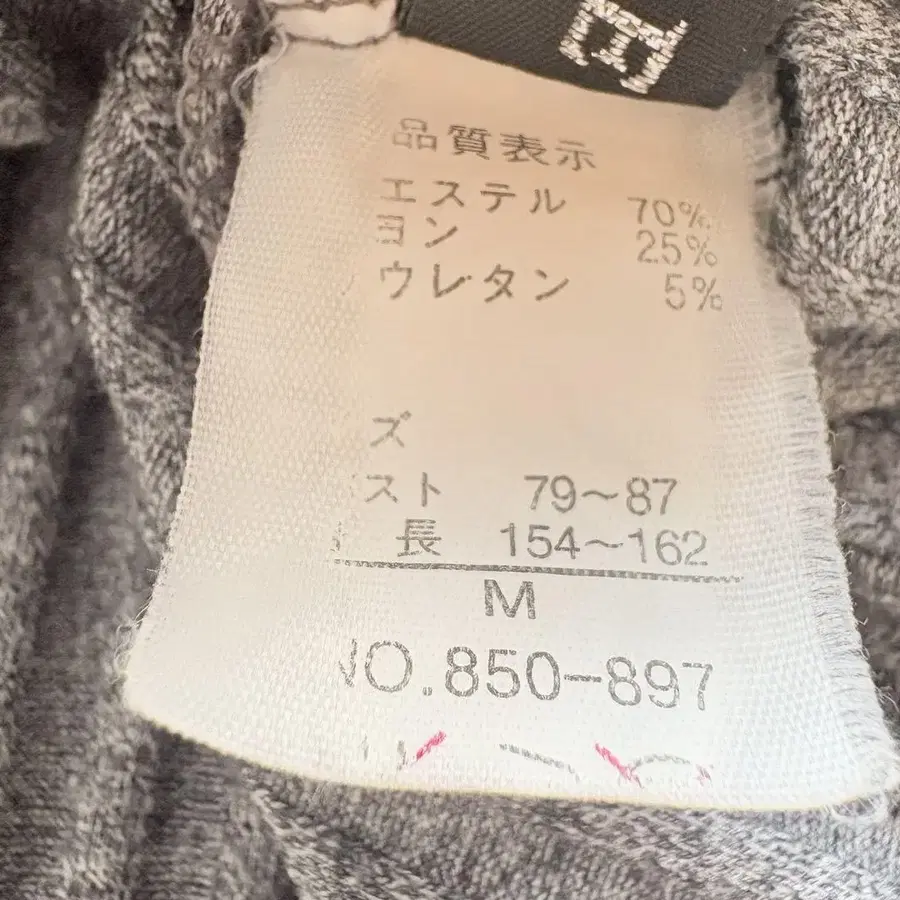 品質表示
エステル 70%
ヨン 25%
ウレタン 5%
ズ
スト 79～87
長 154～162
M
NO.850-897